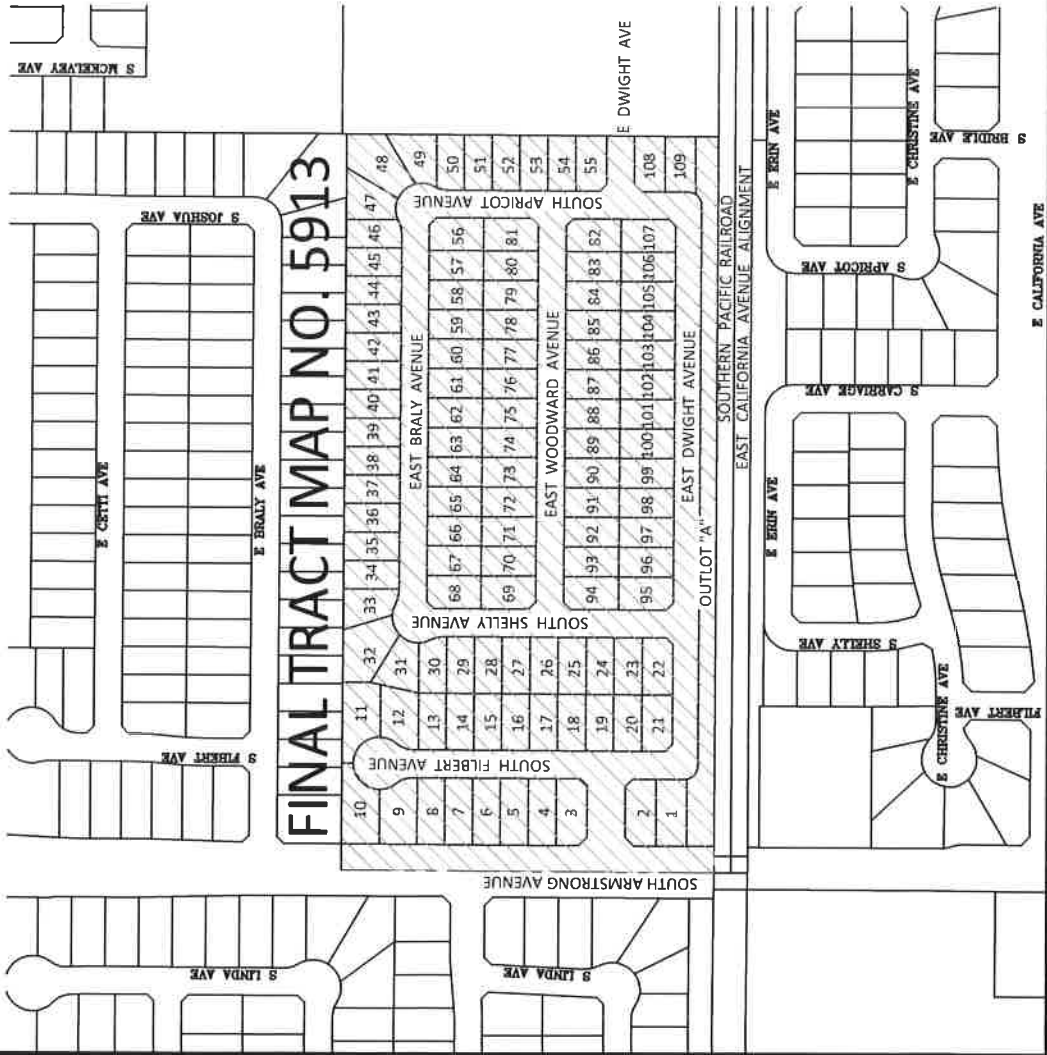 S MCKELVEY AVE
S JOSHUA AVE
E CETTI AVE
E BRALY AVE
S FIBERT AVE
FINAL TRACT MAP NO. 5913
E DWIGHT AVE
33 34 35 36 37 38 39 40 41 42 43 44 45 46 47 48
49
50
51
52
53
54
55
108
109
EAST BRALY AVENUE
SOUTH APRICOT AVENUE
68 67 66 65 64 63 62 61 60 59 58 57 56
69 70 71 72 73 74 75 76 77 78 79 80 81
EAST WOODWARD AVENUE
94 93 92 91 90 89 88 87 86 85 84 83 82
95 96 97 98 99 100 101 102 103 104 105 106 107
EAST DWIGHT AVENUE
OUTLOT "A"
SOUTH SHELLY AVENUE
11 32
12 31
13 30
14 29
15 28
16 27
17 26
18 25
19 24
20 23
21 22
SOUTH FILBERT AVENUE
10
9
8
7
6
5
4
3
2
1
SOUTH ARMSTRONG AVENUE
SOUTHERN PACIFIC RAILROAD
EAST CALIFORNIA AVENUE ALIGNMENT
S LINDA AVE
S LINDA AVE
E ERIN AVE
E ERIN AVE
E CHRISTINE AVE
S BRIDLE AVE
S APRICOT AVE
S CARRIAGE AVE
S SHELLY AVE
E CHRISTINE AVE
FILBERT AVE
E CALIFORNIA AVE